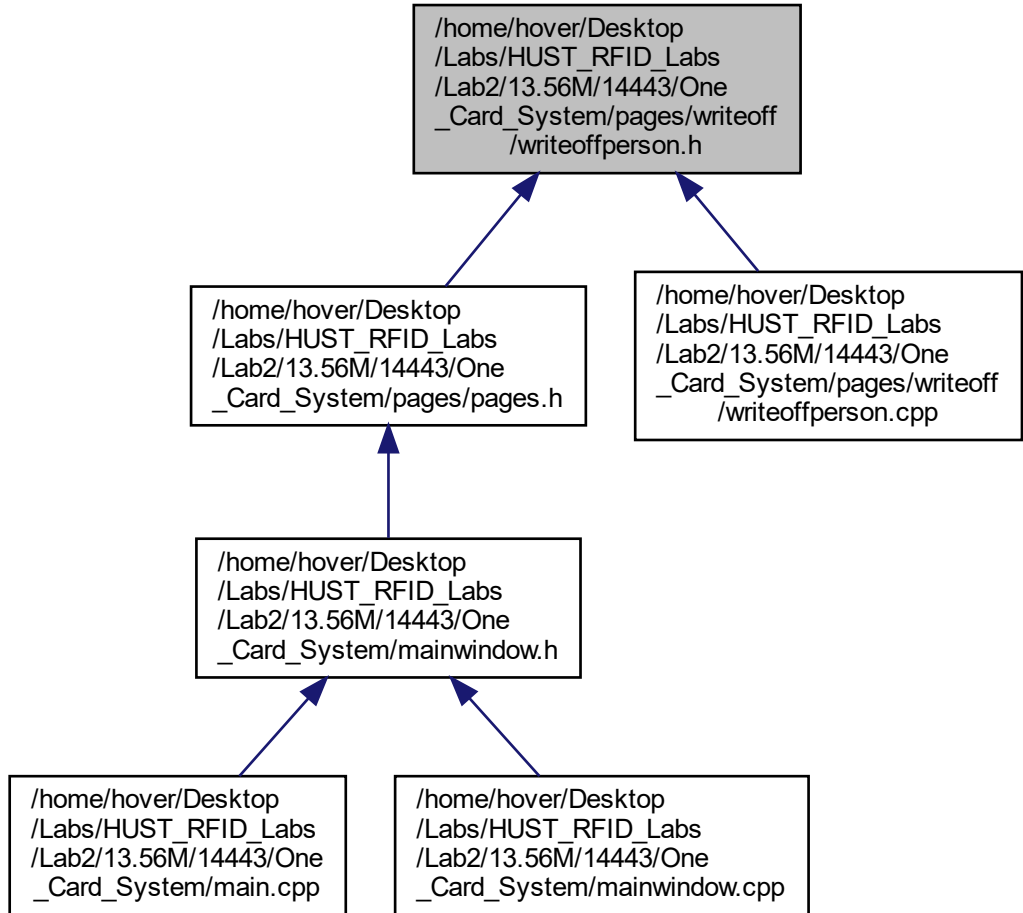 /home/hover/Desktop
/Labs/HUST_RFID_Labs
/Lab2/13.56M/14443/One
_Card_System/pages/writeoff
/writeoffperson.h
/home/hover/Desktop
/Labs/HUST_RFID_Labs
/Lab2/13.56M/14443/One
_Card_System/pages/pages.h
/home/hover/Desktop
/Labs/HUST_RFID_Labs
/Lab2/13.56M/14443/One
_Card_System/pages/writeoff
/writeoffperson.cpp
/home/hover/Desktop
/Labs/HUST_RFID_Labs
/Lab2/13.56M/14443/One
_Card_System/mainwindow.h
/home/hover/Desktop
/Labs/HUST_RFID_Labs
/Lab2/13.56M/14443/One
_Card_System/main.cpp
/home/hover/Desktop
/Labs/HUST_RFID_Labs
/Lab2/13.56M/14443/One
_Card_System/mainwindow.cpp